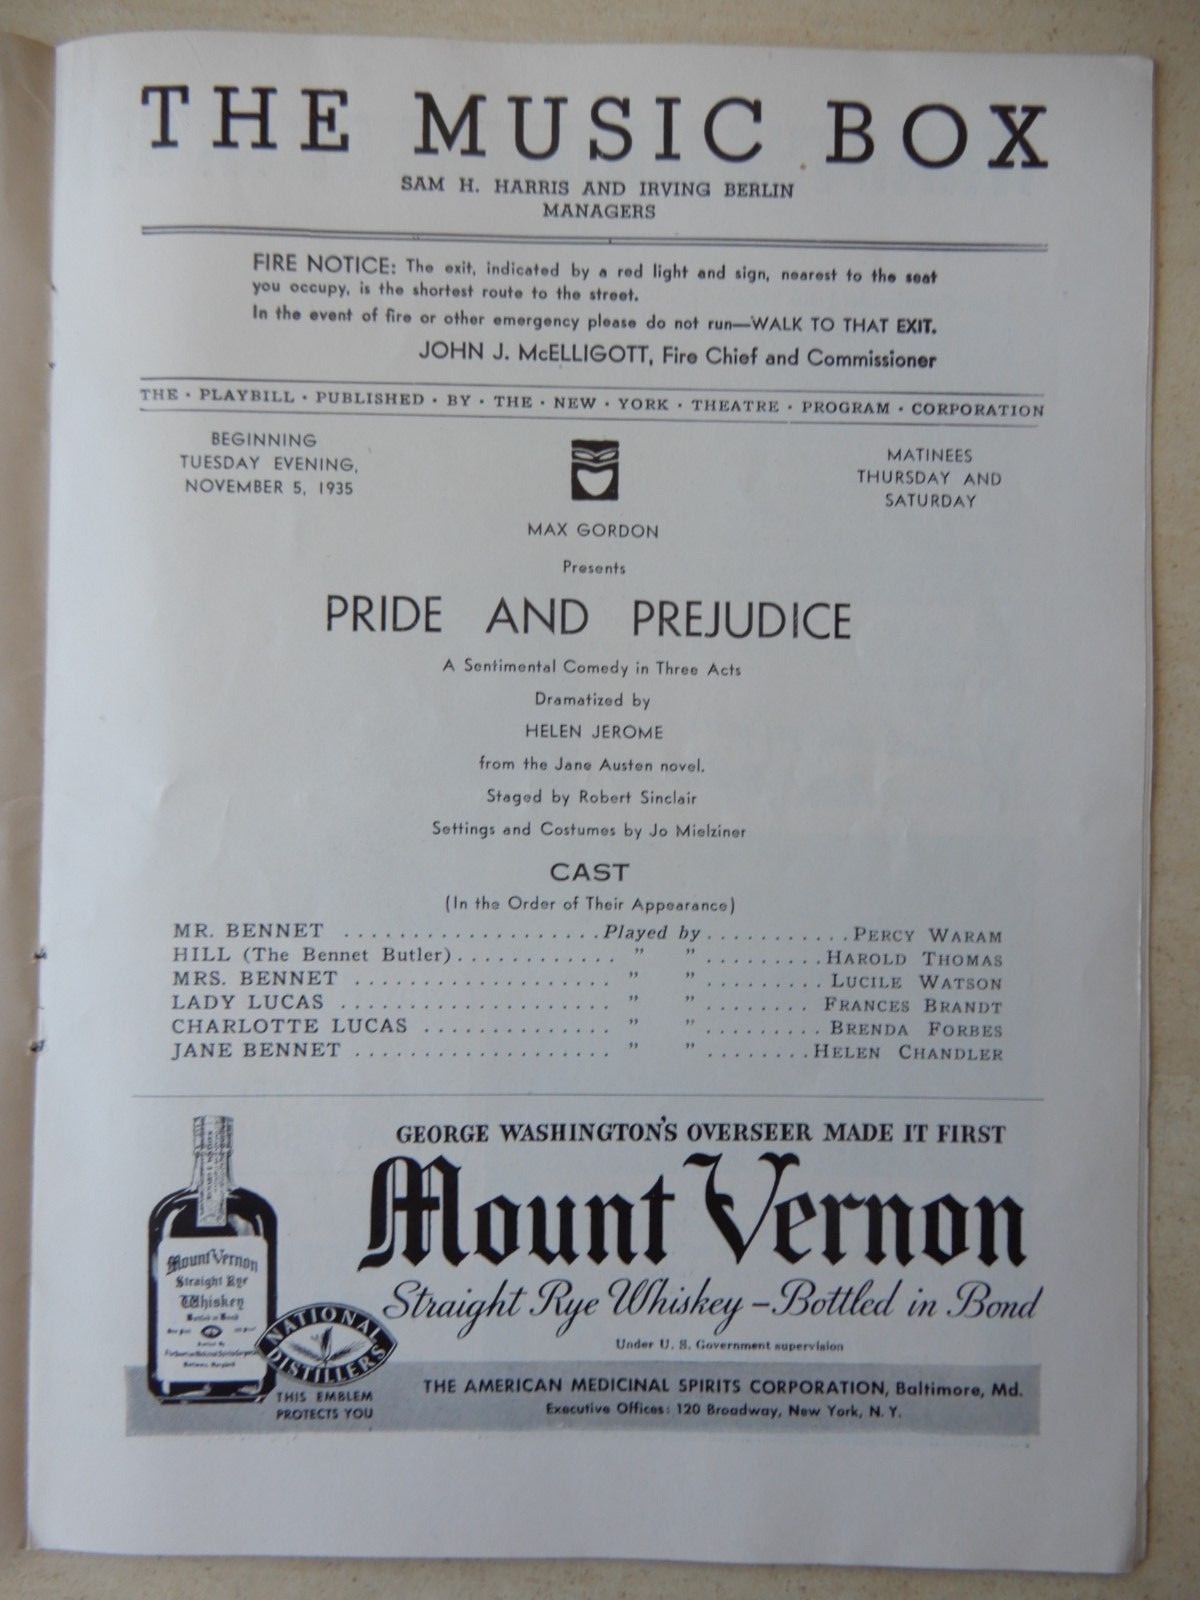 THE MUSIC BOX
SAM H. HARRIS AND IRVING BERLIN
MANAGERS
FIRE NOTICE: The exit, indicated by a red light and sign, nearest to the seat
you occupy, is the shortest route to the street.
In the event of fire or other emergency please do not run—WALK TO THAT EXIT.
JOHN J. McELLIGOTT, Fire Chief and Commissioner
THE · PLAYBILL · PUBLISHED · BY · THE · NEW · YORK · THEATRE · PROGRAM · CORPORATION
BEGINNING
TUESDAY EVENING,
NOVEMBER 5, 1935
MATINEES
THURSDAY AND
SATURDAY
MAX GORDON
Presents
PRIDE AND PREJUDICE
A Sentimental Comedy in Three Acts
Dramatized by
HELEN JEROME
from the Jane Austen novel.
Staged by Robert Sinclair
Settings and Costumes by Jo Mielziner
CAST
(In the Order of Their Appearance)
MR. BENNET ...................Played by...........PERCY WARAM
HILL (The Bennet Butler)............ " " .........HAROLD THOMAS
MRS. BENNET ................... " " .........LUCILE WATSON
LADY LUCAS .................... " " ........ FRANCES BRANDT
CHARLOTTE LUCAS .............. " " ......... BRENDA FORBES
JANE BENNET ................... " " ........HELEN CHANDLER
GEORGE WASHINGTON'S OVERSEER MADE IT FIRST
Mount Vernon
Straight Rye Whiskey – Bottled in Bond
Under U. S. Government supervision
Mount Vernon
Straight Rye
Whiskey
Bottled in Bond
NATIONAL
DISTILLERS
THIS EMBLEM
PROTECTS YOU
THE AMERICAN MEDICINAL SPIRITS CORPORATION, Baltimore, Md.
Executive Offices: 120 Broadway, New York, N. Y.